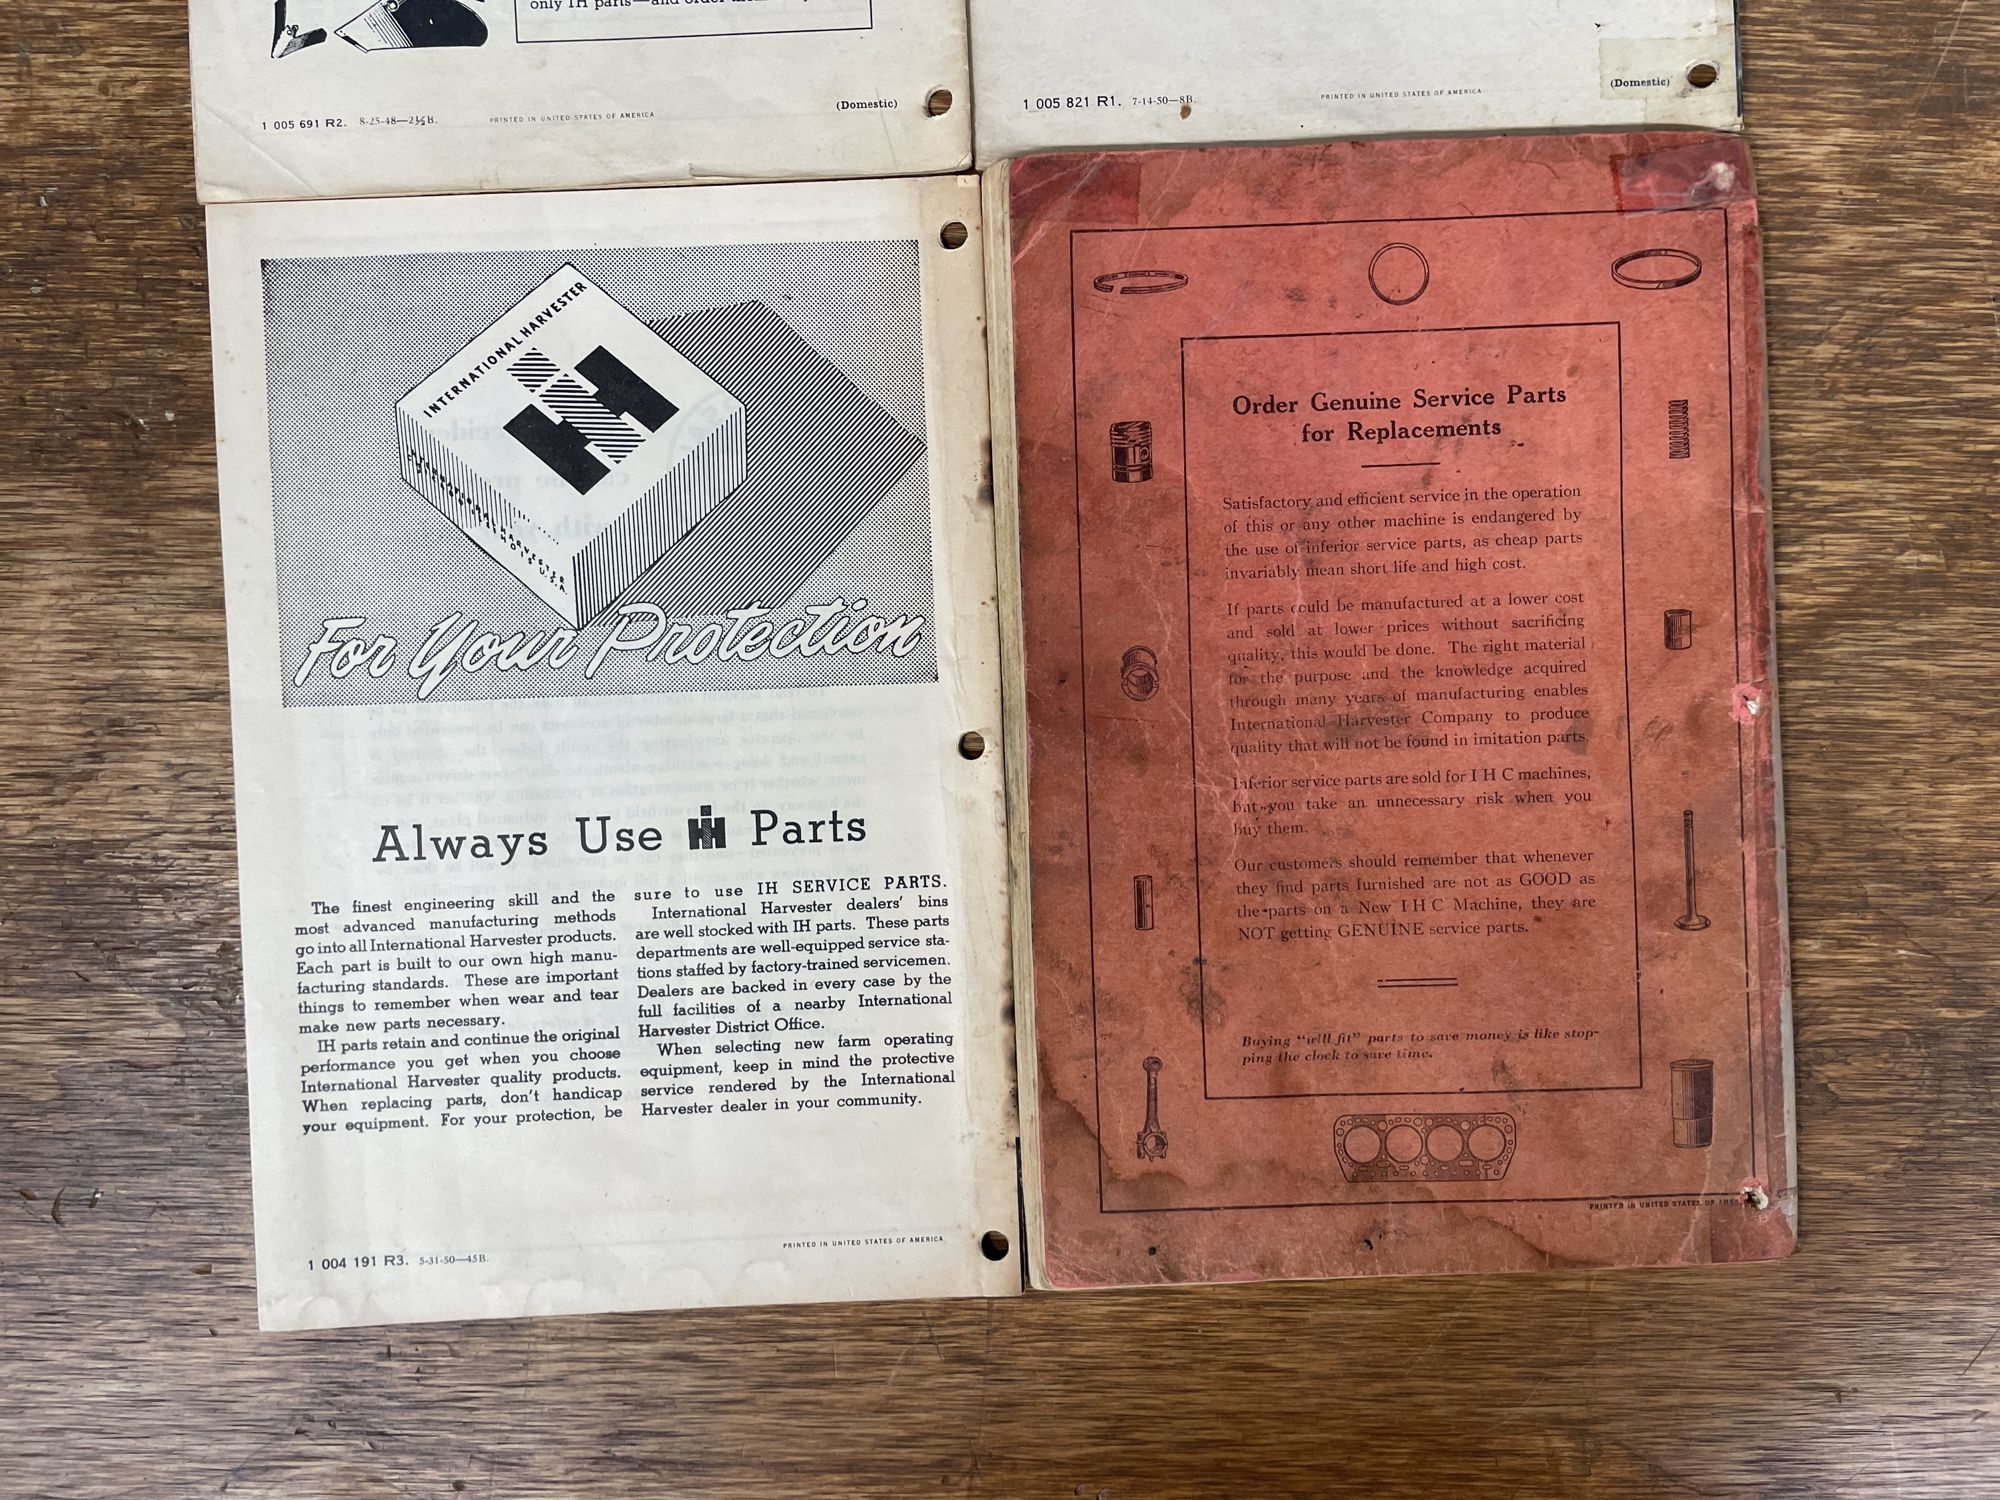 only IH parts—and order
(Domestic)
1 005 691 R2. 8-25-48—2½B.
PRINTED IN UNITED STATES OF AMERICA
(Domestic)
1 005 821 R1. 7-14-50—8B.
PRINTED IN UNITED STATES OF AMERICA
INTERNATIONAL HARVESTER
IH
INTERNATIONAL HARVESTER
U.S.A.
For Your Protection
Always Use IH Parts
The finest engineering skill and the
most advanced manufacturing methods
go into all International Harvester products.
Each part is built to our own high manu-
facturing standards. These are important
things to remember when wear and tear
make new parts necessary.
IH parts retain and continue the original
performance you get when you choose
International Harvester quality products.
When replacing parts, don't handicap
your equipment. For your protection, be
sure to use IH SERVICE PARTS.
International Harvester dealers' bins
are well stocked with IH parts. These parts
departments are well-equipped service sta-
tions staffed by factory-trained servicemen.
Dealers are backed in every case by the
full facilities of a nearby International
Harvester District Office.
When selecting new farm operating
equipment, keep in mind the protective
service rendered by the International
Harvester dealer in your community.
1 004 191 R3. 5-31-50—45B.
PRINTED IN UNITED STATES OF AMERICA
Order Genuine Service Parts
for Replacements
Satisfactory and efficient service in the operation
of this or any other machine is endangered by
the use of inferior service parts, as cheap parts
invariably mean short life and high cost.
If parts could be manufactured at a lower cost
and sold at lower prices without sacrificing
quality, this would be done. The right material
for the purpose and the knowledge acquired
through many years of manufacturing enables
International Harvester Company to produce
quality that will not be found in imitation parts.
Inferior service parts are sold for I H C machines,
but you take an unnecessary risk when you
buy them.
Our customers should remember that whenever
they find parts furnished are not as GOOD as
the parts on a New I H C Machine, they are
NOT getting GENUINE service parts.
Buying "will fit" parts to save money is like stop-
ping the clock to save time.
PRINTED IN UNITED STATES OF AMER